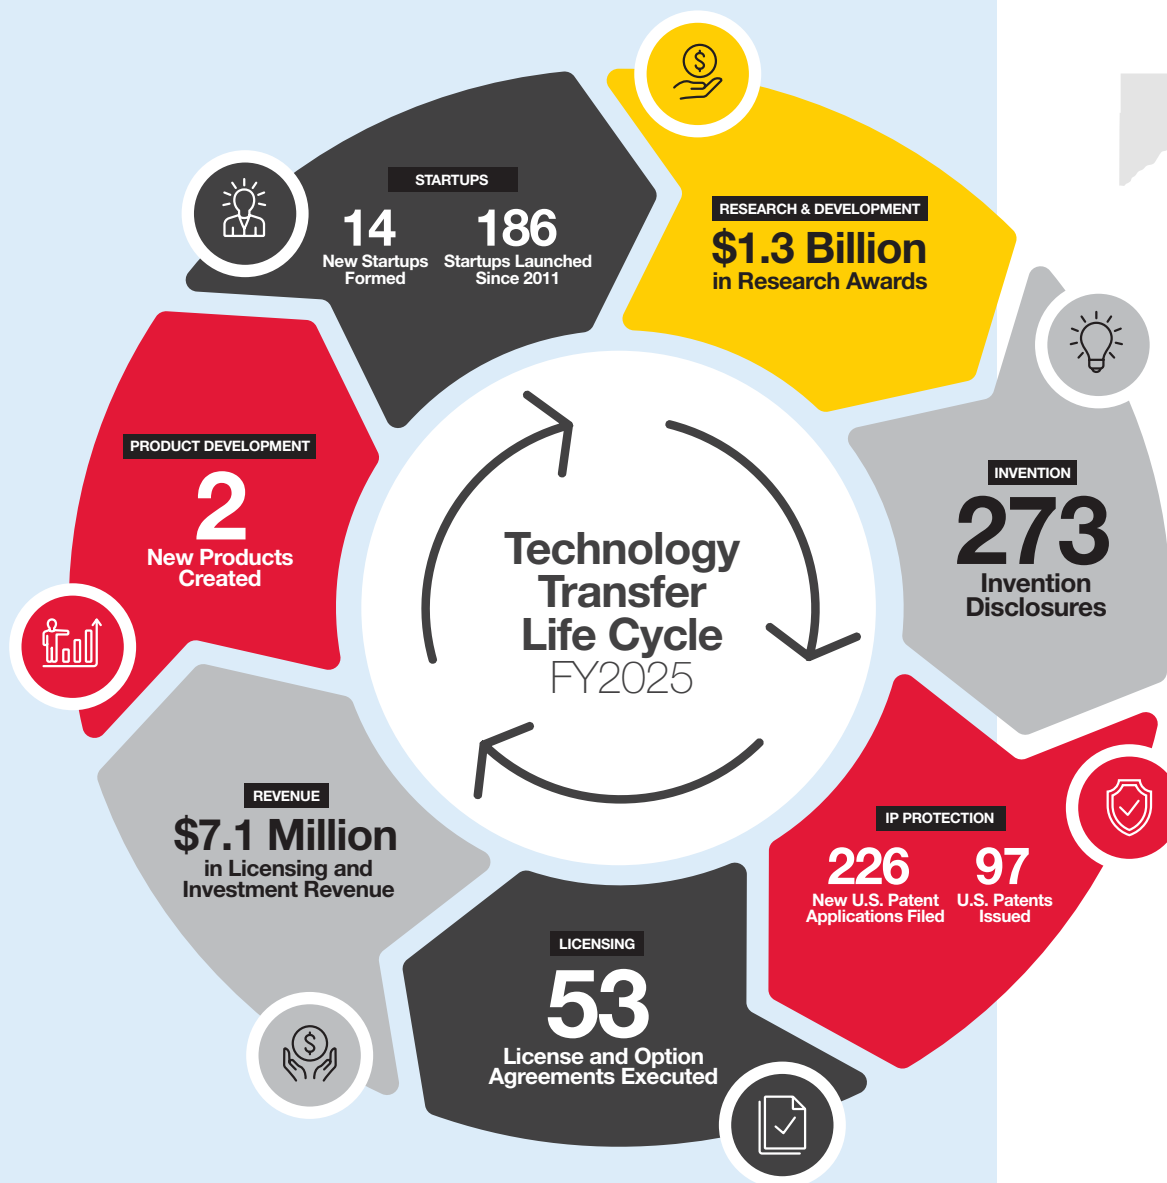 Technology
Transfer
Life Cycle
FY2025
RESEARCH & DEVELOPMENT
$1.3 Billion
in Research Awards
INVENTION
273
Invention
Disclosures
IP PROTECTION
226
New U.S. Patent
Applications Filed
97
U.S. Patents
Issued
LICENSING
53
License and Option
Agreements Executed
REVENUE
$7.1 Million
in Licensing and
Investment Revenue
PRODUCT DEVELOPMENT
2
New Products
Created
STARTUPS
14
New Startups
Formed
186
Startups Launched
Since 2011